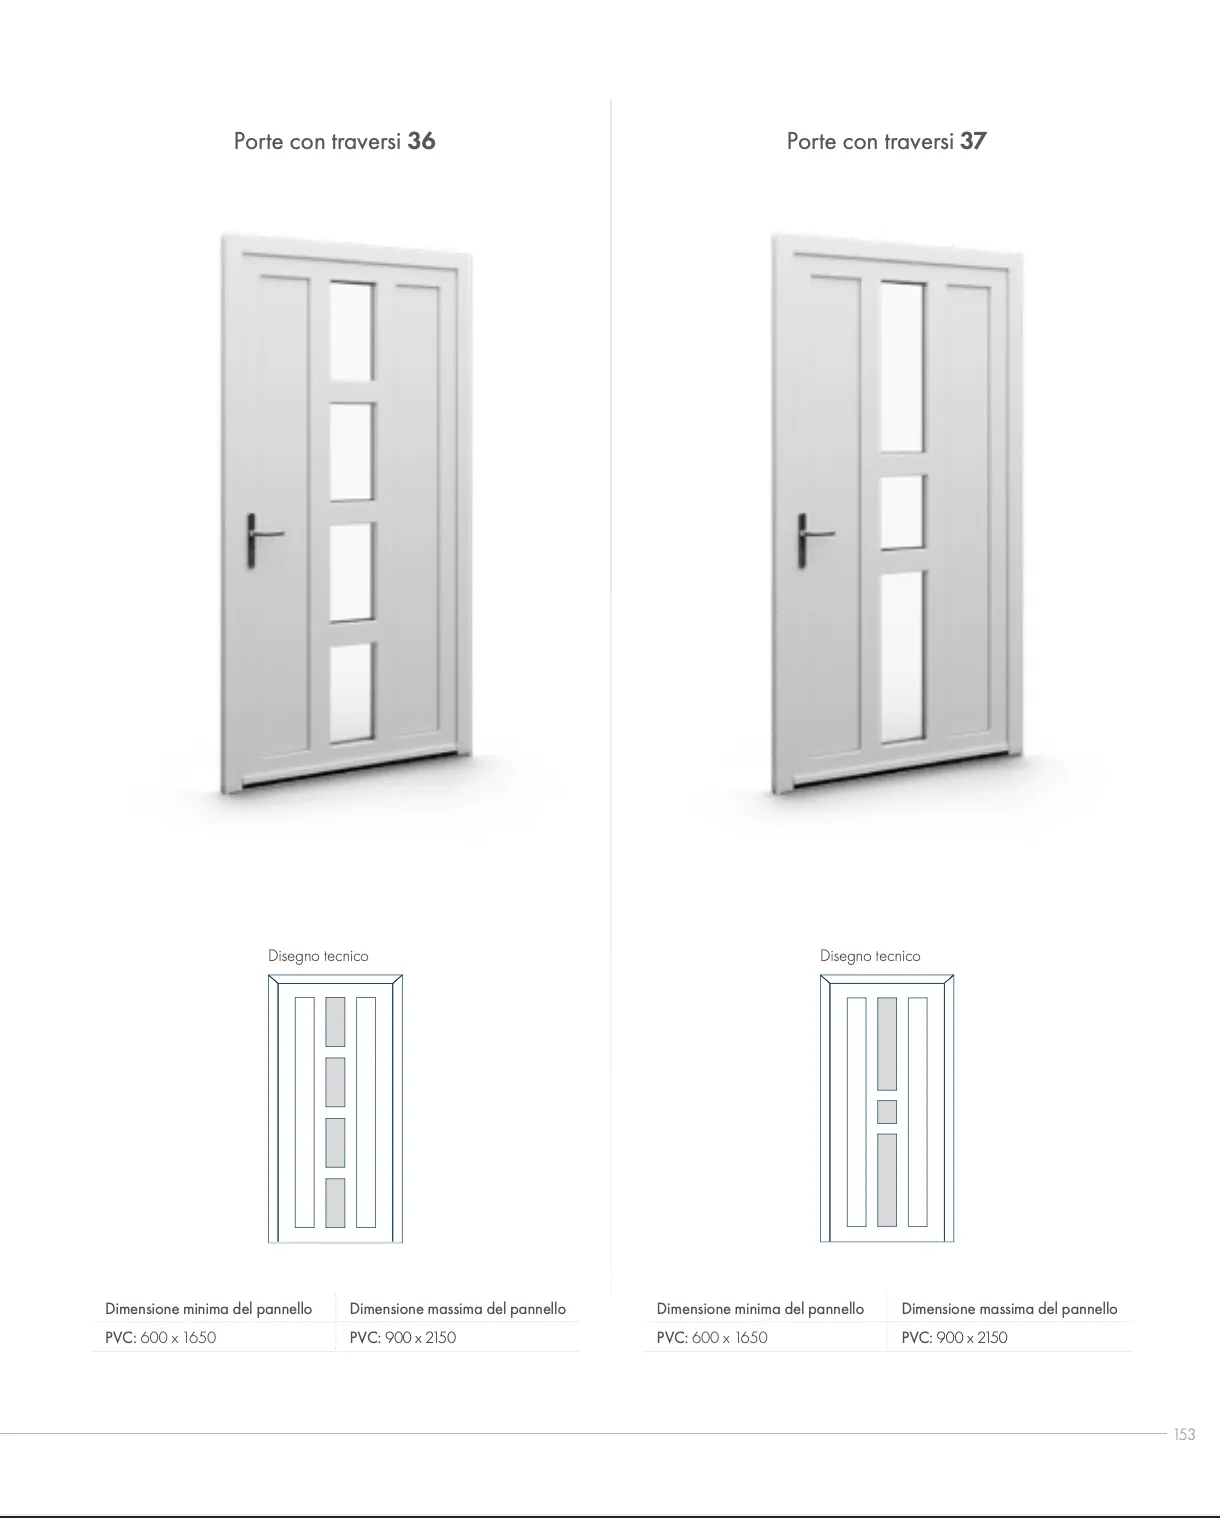 Porte con traversi 36
Disegno tecnico
Dimensione minima del pannello
Dimensione massima del pannello
PVC: 600 x 1650
PVC: 900 x 2150
Porte con traversi 37
Disegno tecnico
Dimensione minima del pannello
Dimensione massima del pannello
PVC: 600 x 1650
PVC: 900 x 2150
153